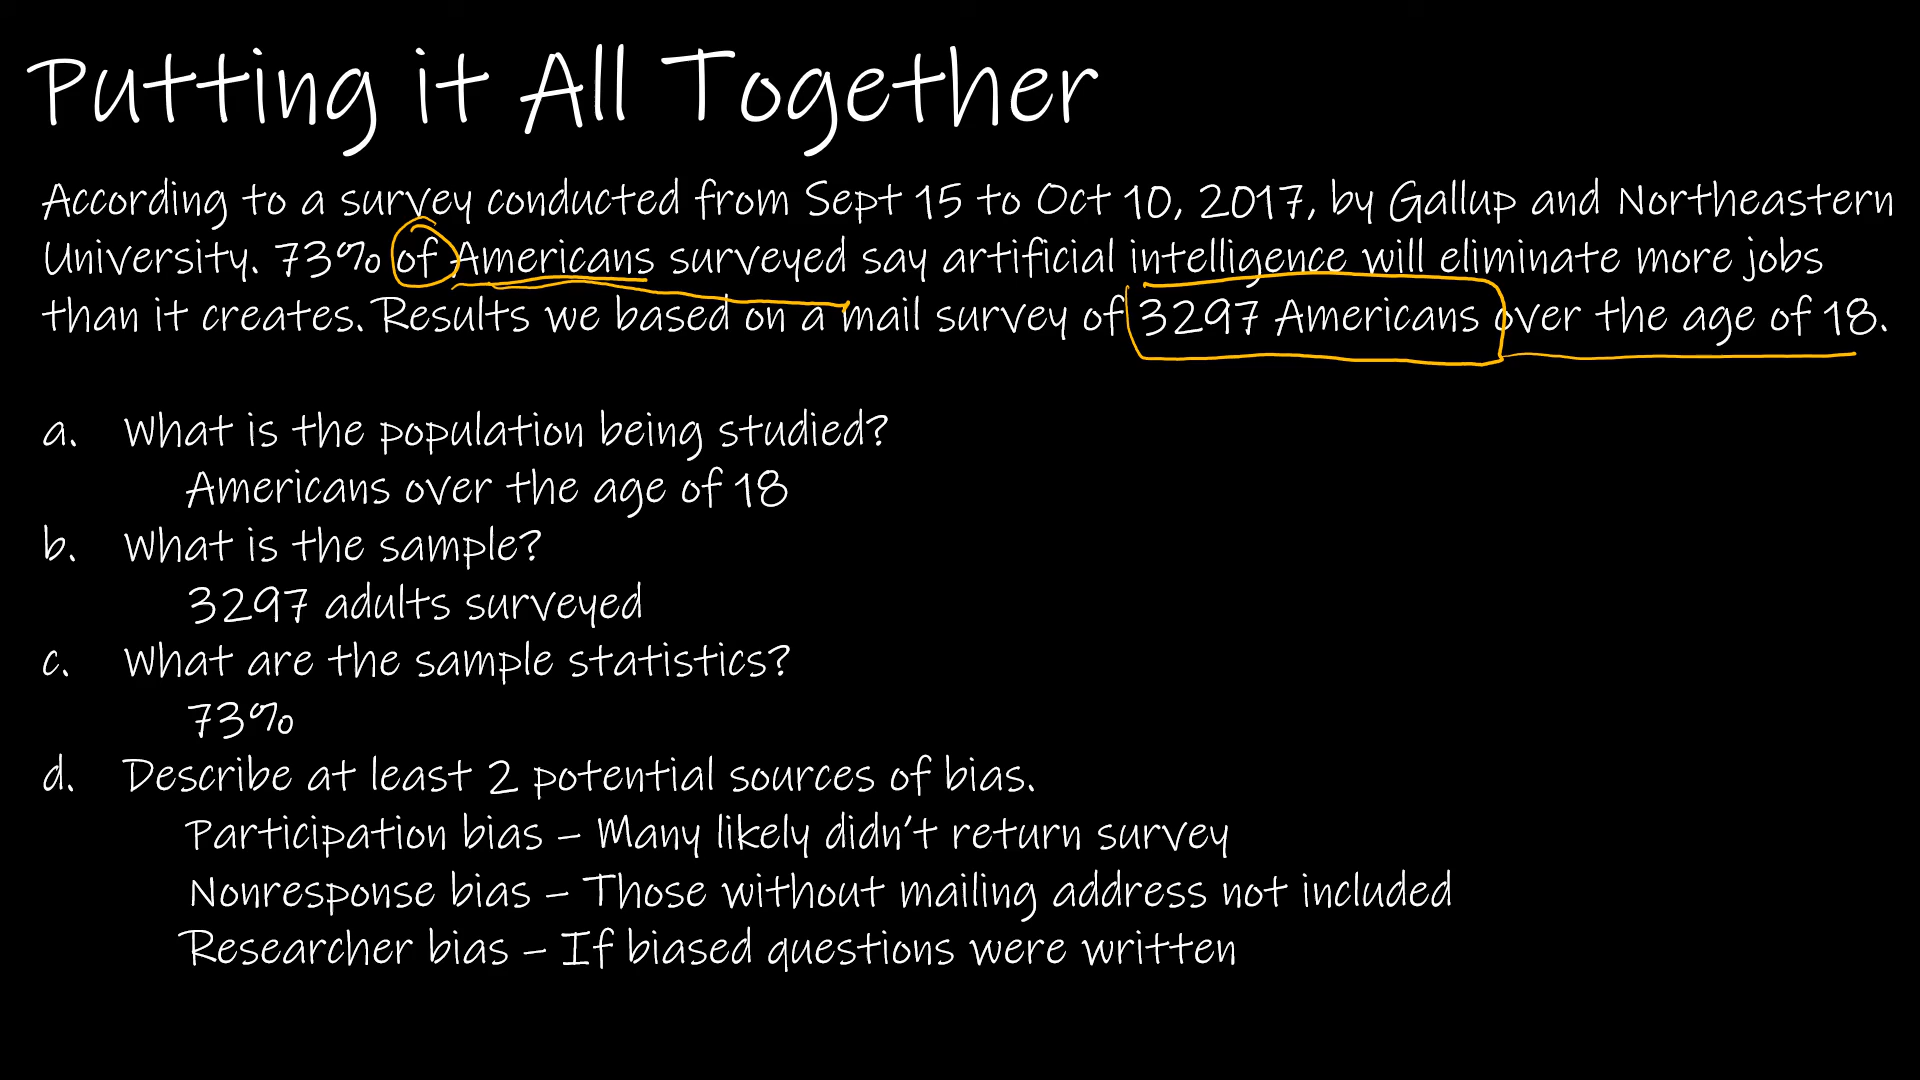 Putting it All Together
According to a survey conducted from Sept 15 to Oct 10, 2017, by Gallup and Northeastern
University. 73% of Americans surveyed say artificial intelligence will eliminate more jobs
than it creates. Results we based on a mail survey of 3297 Americans over the age of 18.
a. What is the population being studied?
Americans over the age of 18
b. What is the sample?
3297 adults surveyed
c. What are the sample statistics?
73%
d. Describe at least 2 potential sources of bias.
Participation bias – Many likely didn't return survey
Nonresponse bias – Those without mailing address not included
Researcher bias – If biased questions were written